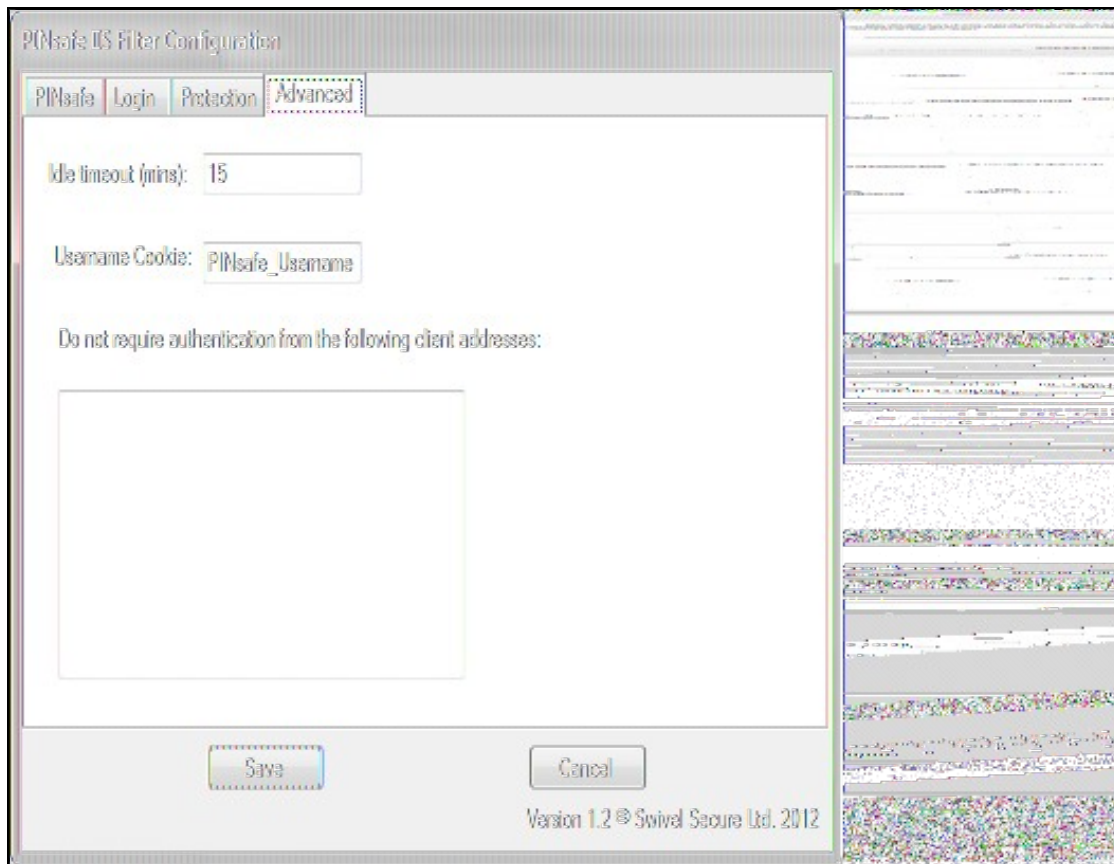 PINsafe IIS Filter Configuration
PINsafe Login Protection Advanced
Idle timeout (mins): 15
Username Cookie: PINsafe_Username
Do not require authentication from the following client addresses:
Save Cancel
Version 1.2 © Swivel Secure Ltd. 2012